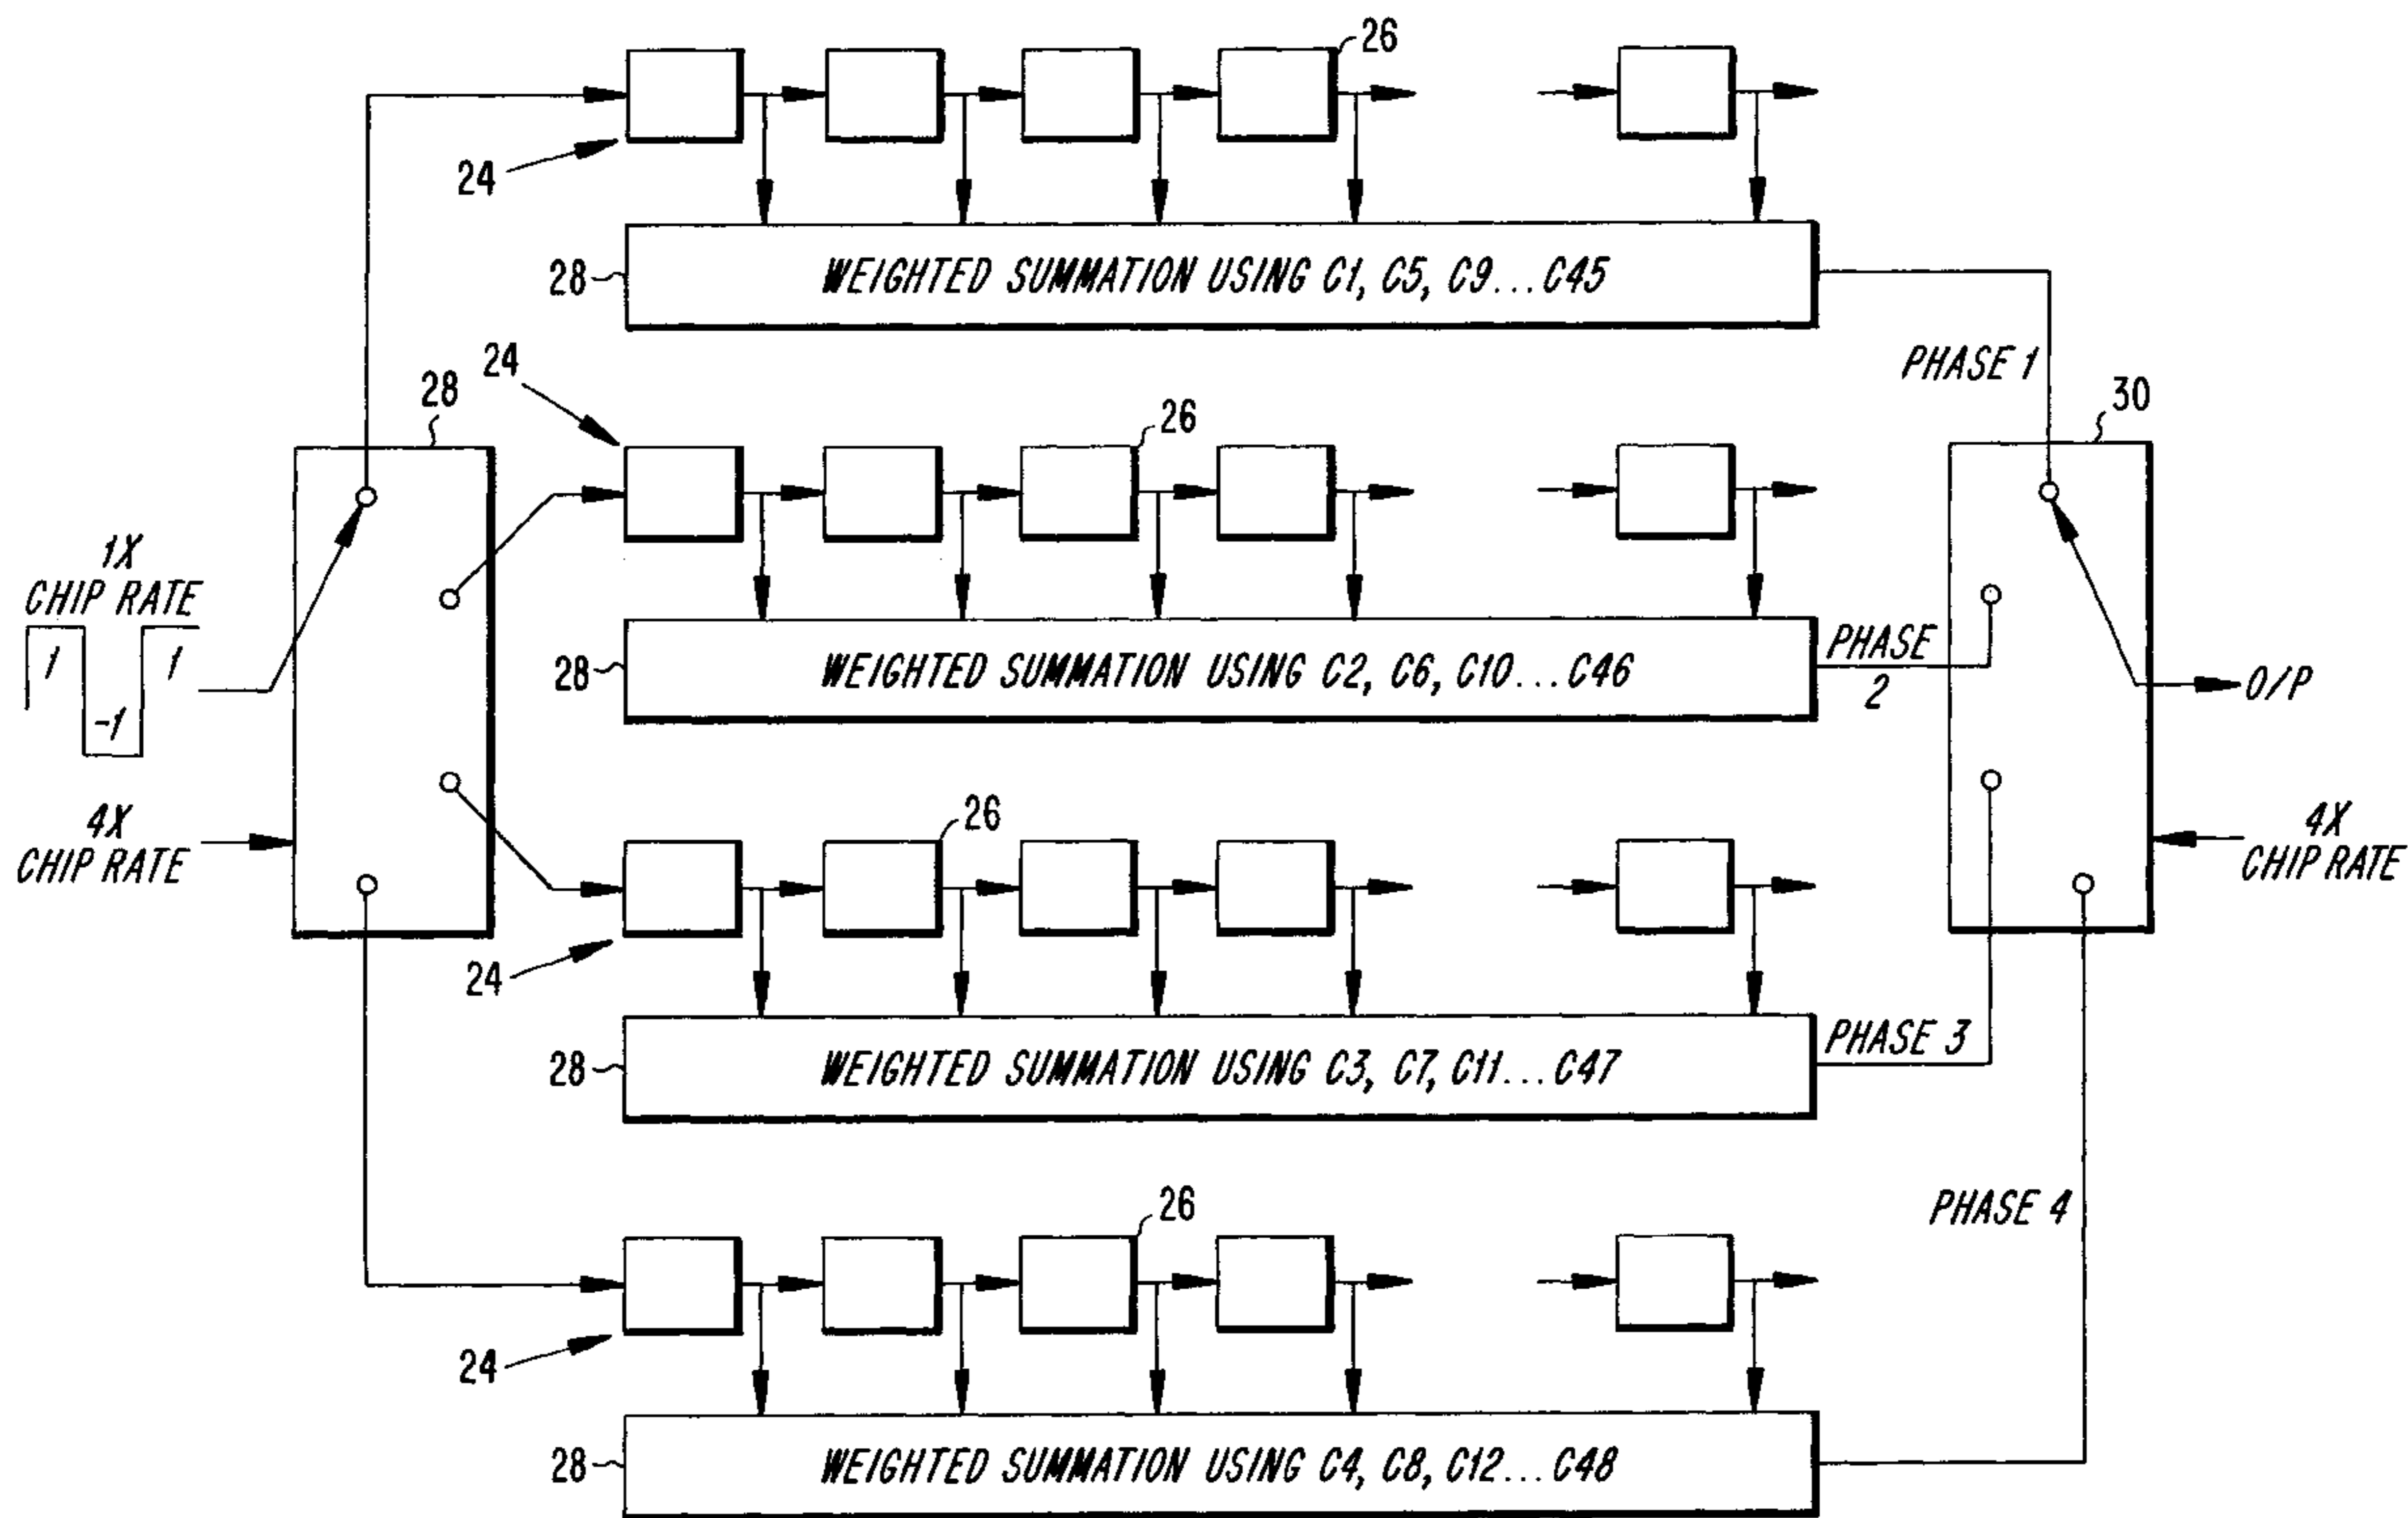 26
24
28
WEIGHTED SUMMATION USING C1, C5, C9...C45
24
PHASE 1
28
30
26
1X
CHIP RATE
1
-1
1
28
WEIGHTED SUMMATION USING C2, C6, C10...C46
PHASE
2
O/P
4X
CHIP RATE
26
4X
CHIP RATE
24
28
WEIGHTED SUMMATION USING C3, C7, C11...C47
PHASE 3
26
PHASE 4
24
28
WEIGHTED SUMMATION USING C4, C8, C12...C48